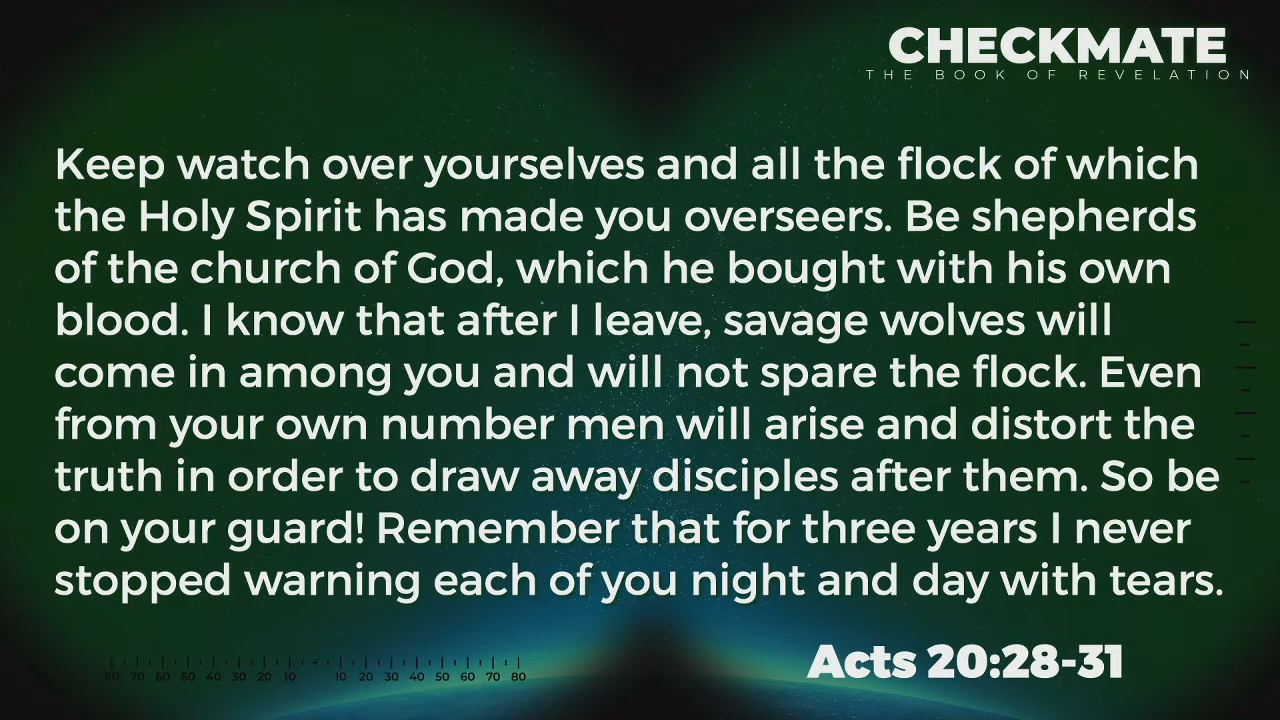 CHECKMATE
THE BOOK OF REVELATION
Keep watch over yourselves and all the flock of which
the Holy Spirit has made you overseers. Be shepherds
of the church of God, which he bought with his own
blood. I know that after I leave, savage wolves will
come in among you and will not spare the flock. Even
from your own number men will arise and distort the
truth in order to draw away disciples after them. So be
on your guard! Remember that for three years I never
stopped warning each of you night and day with tears.
Acts 20:28-31
80 70 60 50 40 30 20 10 10 20 30 40 50 60 70 80